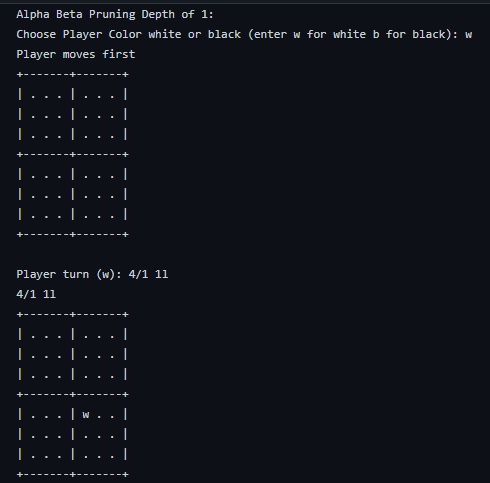 Alpha Beta Pruning Depth of 1:
Choose Player Color white or black (enter w for white b for black): w
Player moves first
+-------+-------+
| . . . | . . . |
| . . . | . . . |
| . . . | . . . |
+-------+-------+
| . . . | . . . |
| . . . | . . . |
| . . . | . . . |
+-------+-------+
Player turn (w): 4/1 1l
4/1 1l
+-------+-------+
| . . . | . . . |
| . . . | . . . |
| . . . | . . . |
+-------+-------+
| . . . | w . . |
| . . . | . . . |
| . . . | . . . |
+-------+-------+